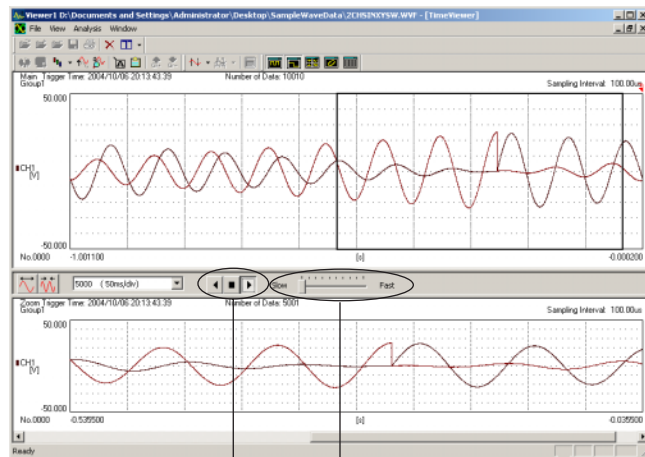 Viewer1 D:\Documents and Settings\Administrator\Desktop\SampleWaveData\2CHSINXYSW.WVF - [TimeViewer]
File View Analysis Window
Main Trigger Time: 2004/10/06 20:13:43.39 Number of Data: 10010
Group1 Sampling Interval: 100.00us
50.000
CH1
[V]
-50.000
No.0000 -1.001100 [s] -0.000200
5000 (50ms/div) Slow Fast
Zoom Trigger Time: 2004/10/06 20:13:43.39 Number of Data: 5001
Group1 Sampling Interval: 100.00us
50.000
CH1
[V]
-50.000
No.0000 -0.535500 [s] -0.035500
Ready